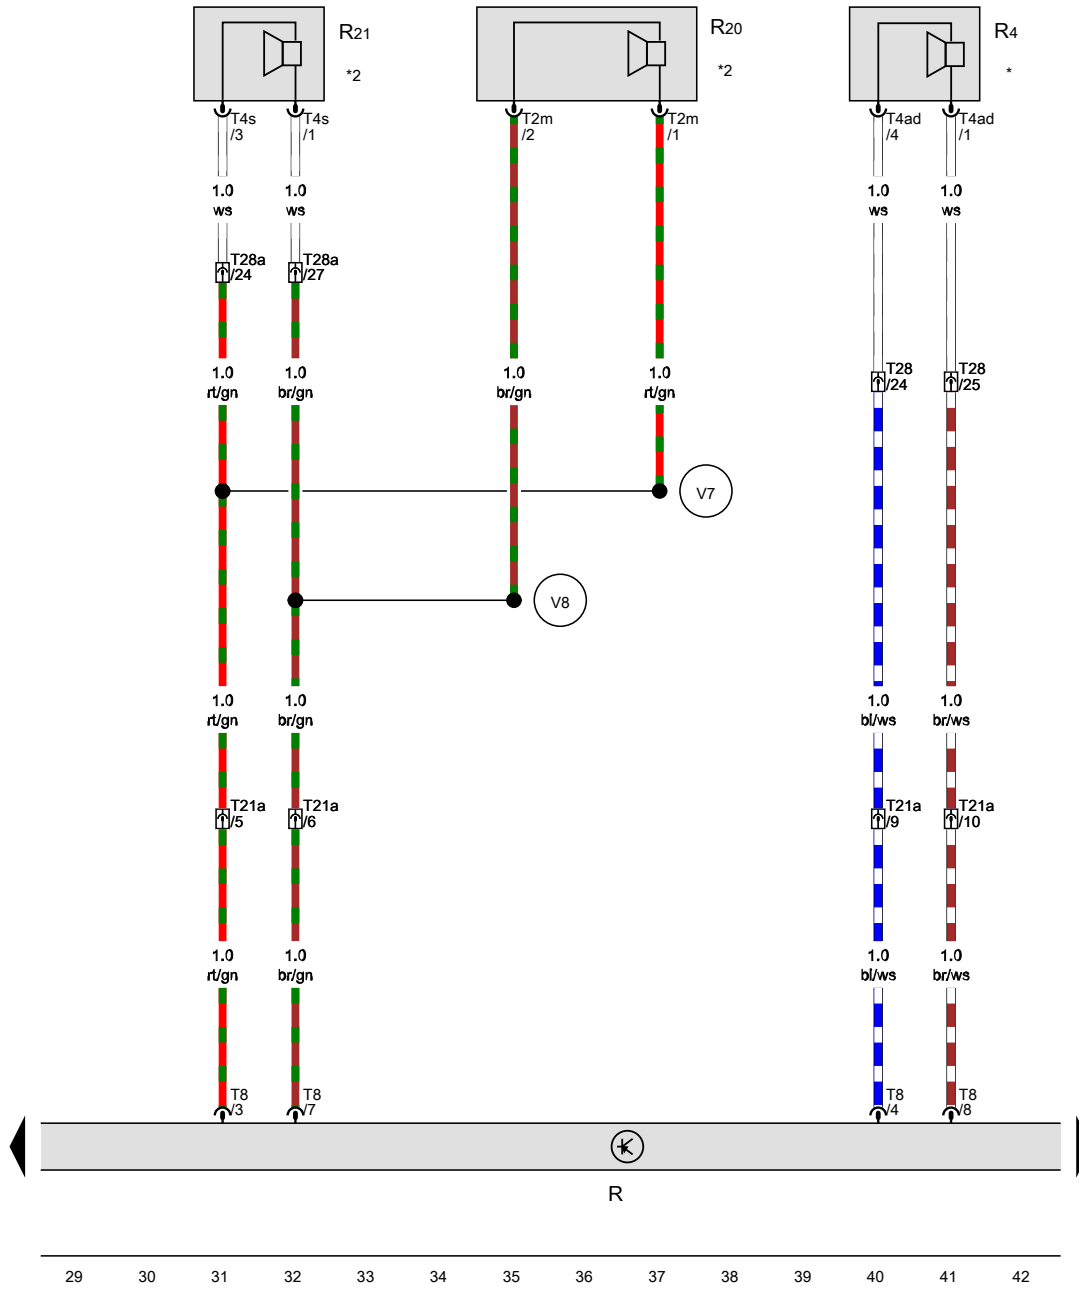 R21
*2
R20
*2
R4
*
T4s
/3
T4s
/1
T2m
/2
T2m
/1
T4ad
/4
T4ad
/1
1.0
ws
1.0
ws
1.0
ws
1.0
ws
T28a
/24
T28a
/27
1.0
rt/gn
1.0
br/gn
1.0
br/gn
1.0
rt/gn
T28
/24
T28
/25
V7
V8
1.0
rt/gn
1.0
br/gn
1.0
bl/ws
1.0
br/ws
T21a
/5
T21a
/6
T21a
/9
T21a
/10
1.0
rt/gn
1.0
br/gn
1.0
bl/ws
1.0
br/ws
T8
/3
T8
/7
T8
/4
T8
/8
R
29 30 31 32 33 34 35 36 37 38 39 40 41 42